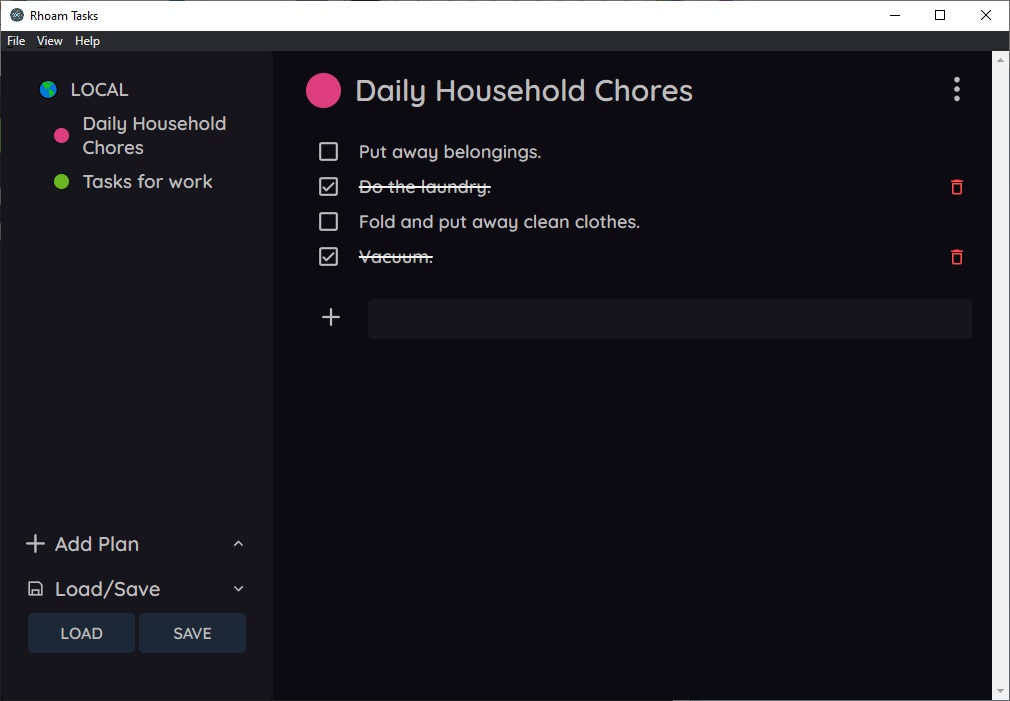 Rhoam Tasks
File View Help
LOCAL
Daily Household
Chores
Tasks for work
Add Plan
Load/Save
LOAD SAVE
Daily Household Chores
Put away belongings.
Do the laundry.
Fold and put away clean clothes.
Vacuum.